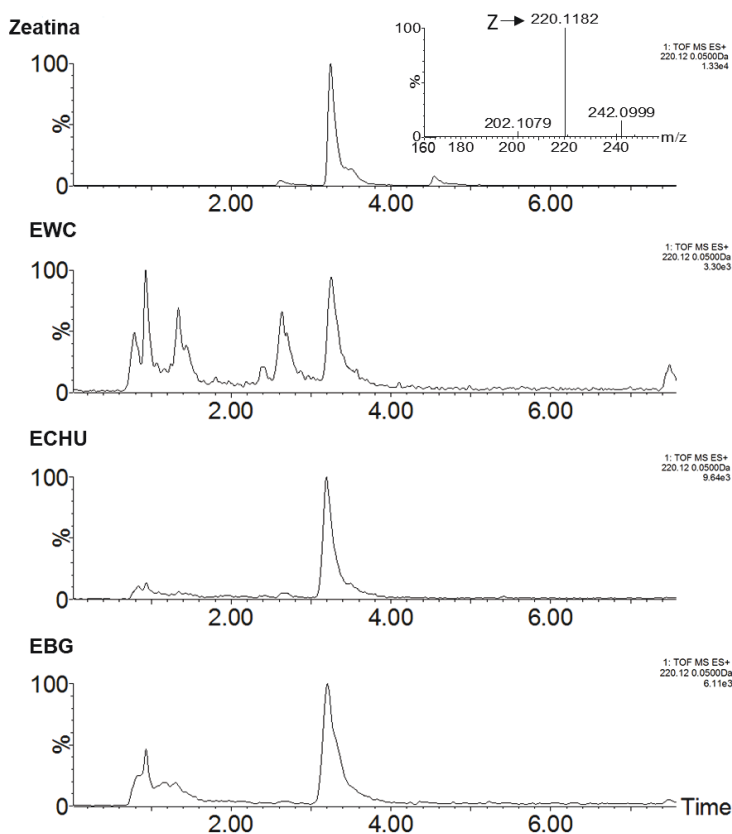 Zeatina
100
%
0
2.00 4.00 6.00
100
%
0
Z 220.1182
202.1079
242.0999
160 180 200 220 240 m/z
1: TOF MS ES+
220.12 0.0500Da
1.33e4
EWC
100
%
0
2.00 4.00 6.00
1: TOF MS ES+
220.12 0.0500Da
3.30e3
ECHU
100
%
0
2.00 4.00 6.00
1: TOF MS ES+
220.12 0.0500Da
9.64e3
EBG
100
%
0
2.00 4.00 6.00 Time
1: TOF MS ES+
220.12 0.0500Da
6.11e3